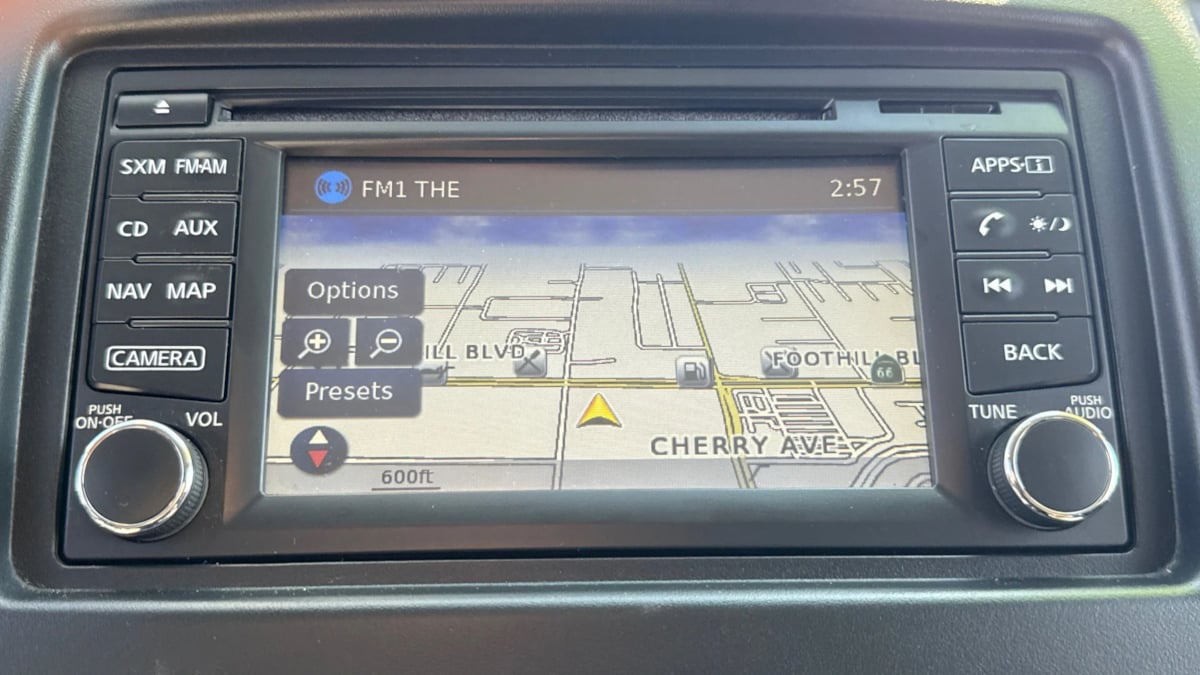 SXM FM·AM
CD AUX
NAV MAP
CAMERA
PUSH
ON·OFF
VOL
FM1 THE
2:57
Options
ILL BLVD
FOOTHILL BL
66
Presets
CHERRY AVE
600ft
APPS·i
BACK
TUNE
PUSH
AUDIO